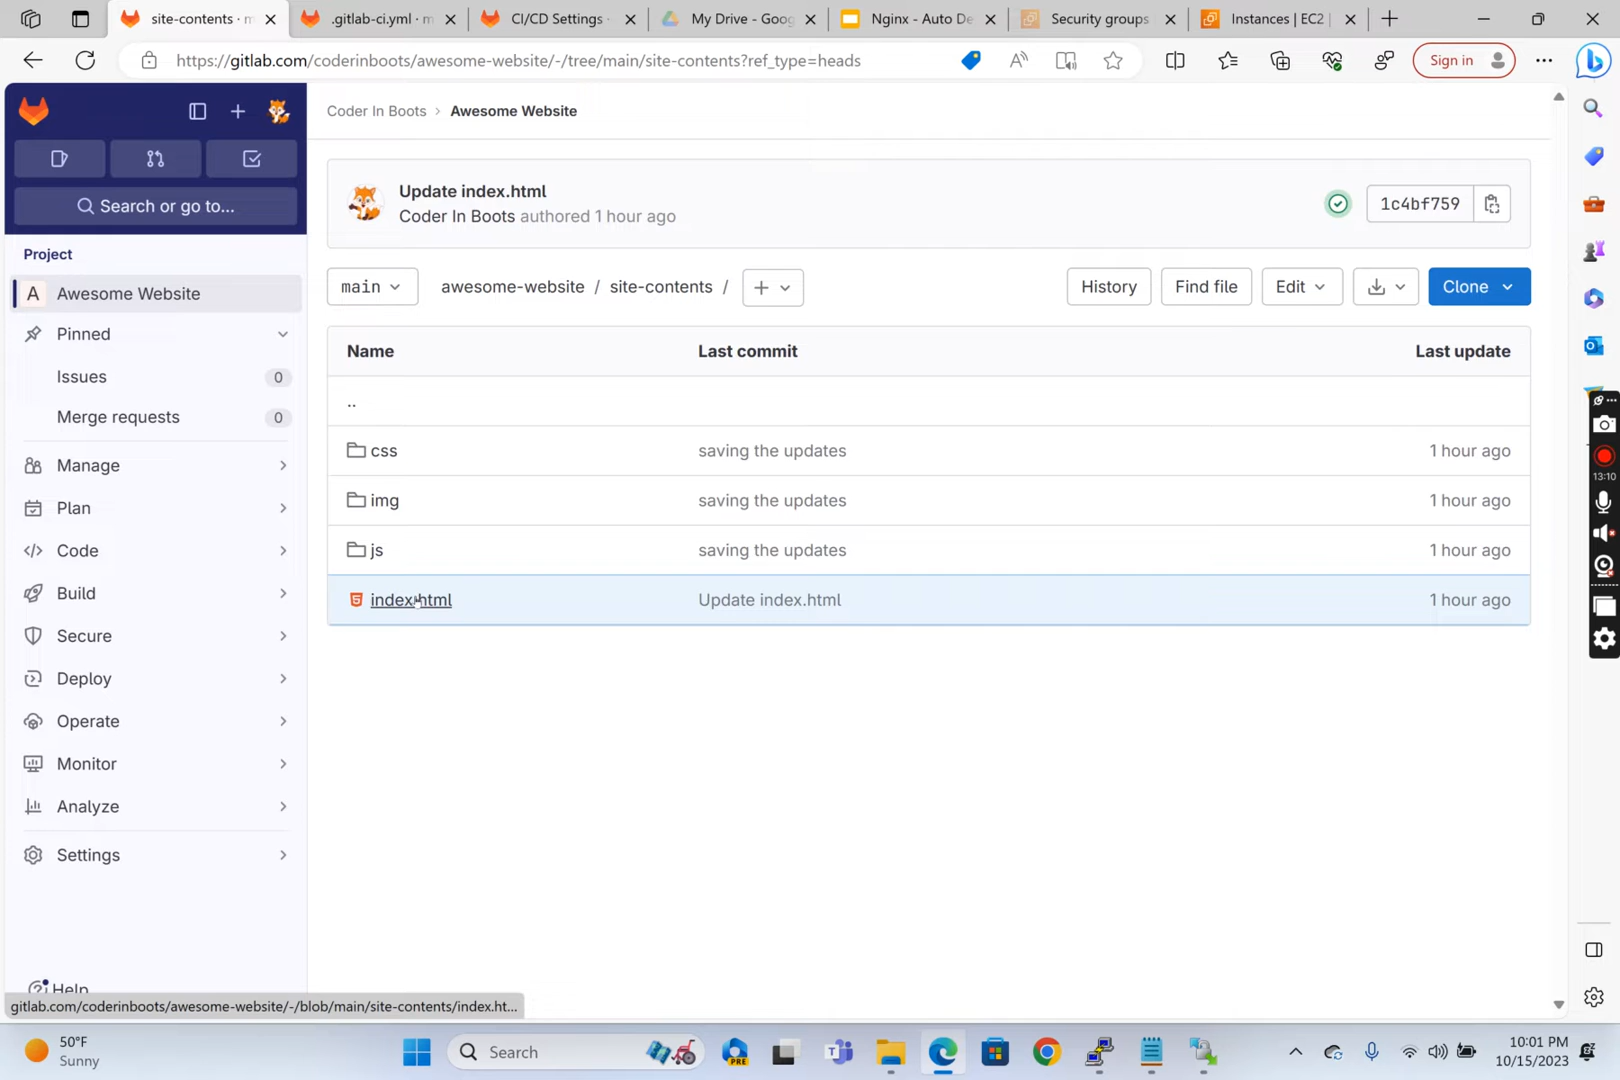 site-contents · m
.gitlab-ci.yml · m
CI/CD Settings ·
My Drive - Goog
Nginx - Auto De
Security groups
Instances | EC2 |
https://gitlab.com/coderinboots/awesome-website/-/tree/main/site-contents?ref_type=heads
Sign in
Coder In Boots › Awesome Website
Search or go to...
Update index.html
Coder In Boots authored 1 hour ago
1c4bf759
Project
A Awesome Website
main
awesome-website / site-contents /
History
Find file
Edit
Clone
Pinned
Issues 0
Merge requests 0
Manage
Plan
Code
Build
Secure
Deploy
Operate
Monitor
Analyze
Settings
Help
Name Last commit Last update
..
css saving the updates 1 hour ago
img saving the updates 1 hour ago
js saving the updates 1 hour ago
index.html Update index.html 1 hour ago
13:10
gitlab.com/coderinboots/awesome-website/-/blob/main/site-contents/index.ht...
50°F
Sunny
Search
PRE
10:01 PM
10/15/2023